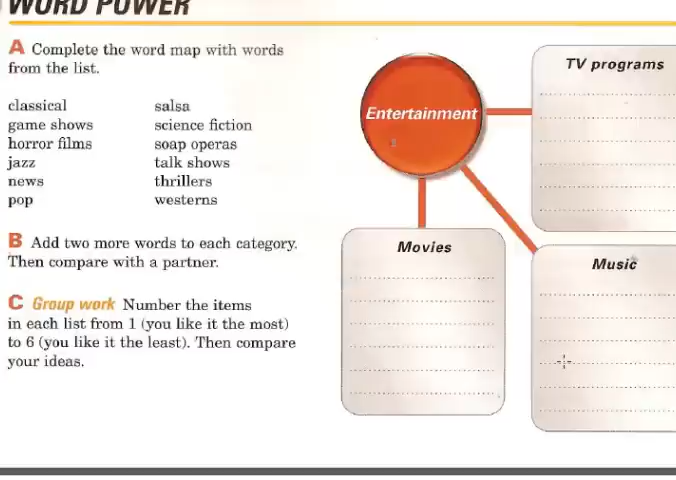 WORD POWER
A Complete the word map with words
from the list.
classical
game shows
horror films
jazz
news
pop
salsa
science fiction
soap operas
talk shows
thrillers
westerns
B Add two more words to each category.
Then compare with a partner.
C Group work Number the items
in each list from 1 (you like it the most)
to 6 (you like it the least). Then compare
your ideas.
Entertainment
TV programs
Movies
Music